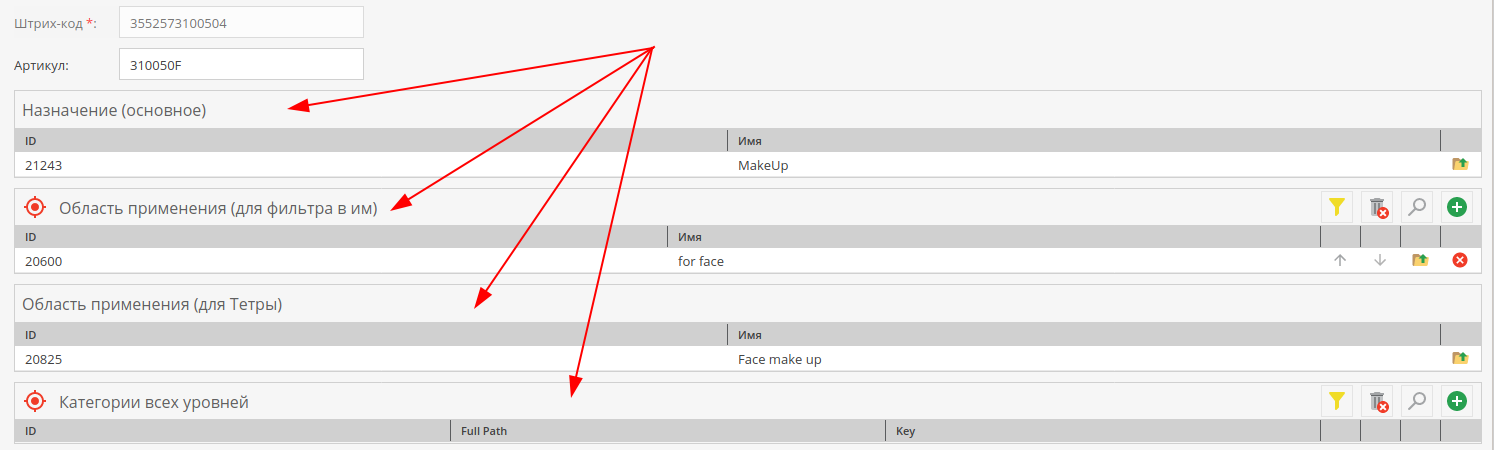 Штрих-код *: 3552573100504
Артикул: 310050F
Назначение (основное)
ID Имя
21243 MakeUp
Область применения (для фильтра в им)
ID Имя
20600 for face
Область применения (для Тетры)
ID Имя
20825 Face make up
Категории всех уровней
ID Full Path Key